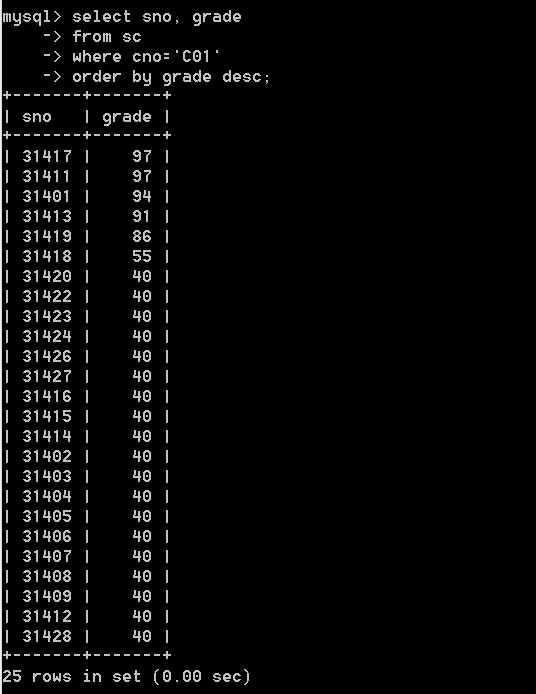 mysql> select sno, grade
    -> from sc
    -> where cno='C01'
    -> order by grade desc;
+-------+-------+
| sno   | grade |
+-------+-------+
| 31417 |    97 |
| 31411 |    97 |
| 31401 |    94 |
| 31413 |    91 |
| 31419 |    86 |
| 31418 |    55 |
| 31420 |    40 |
| 31422 |    40 |
| 31423 |    40 |
| 31424 |    40 |
| 31426 |    40 |
| 31427 |    40 |
| 31416 |    40 |
| 31415 |    40 |
| 31414 |    40 |
| 31402 |    40 |
| 31403 |    40 |
| 31404 |    40 |
| 31405 |    40 |
| 31406 |    40 |
| 31407 |    40 |
| 31408 |    40 |
| 31409 |    40 |
| 31412 |    40 |
| 31428 |    40 |
+-------+-------+
25 rows in set (0.00 sec)